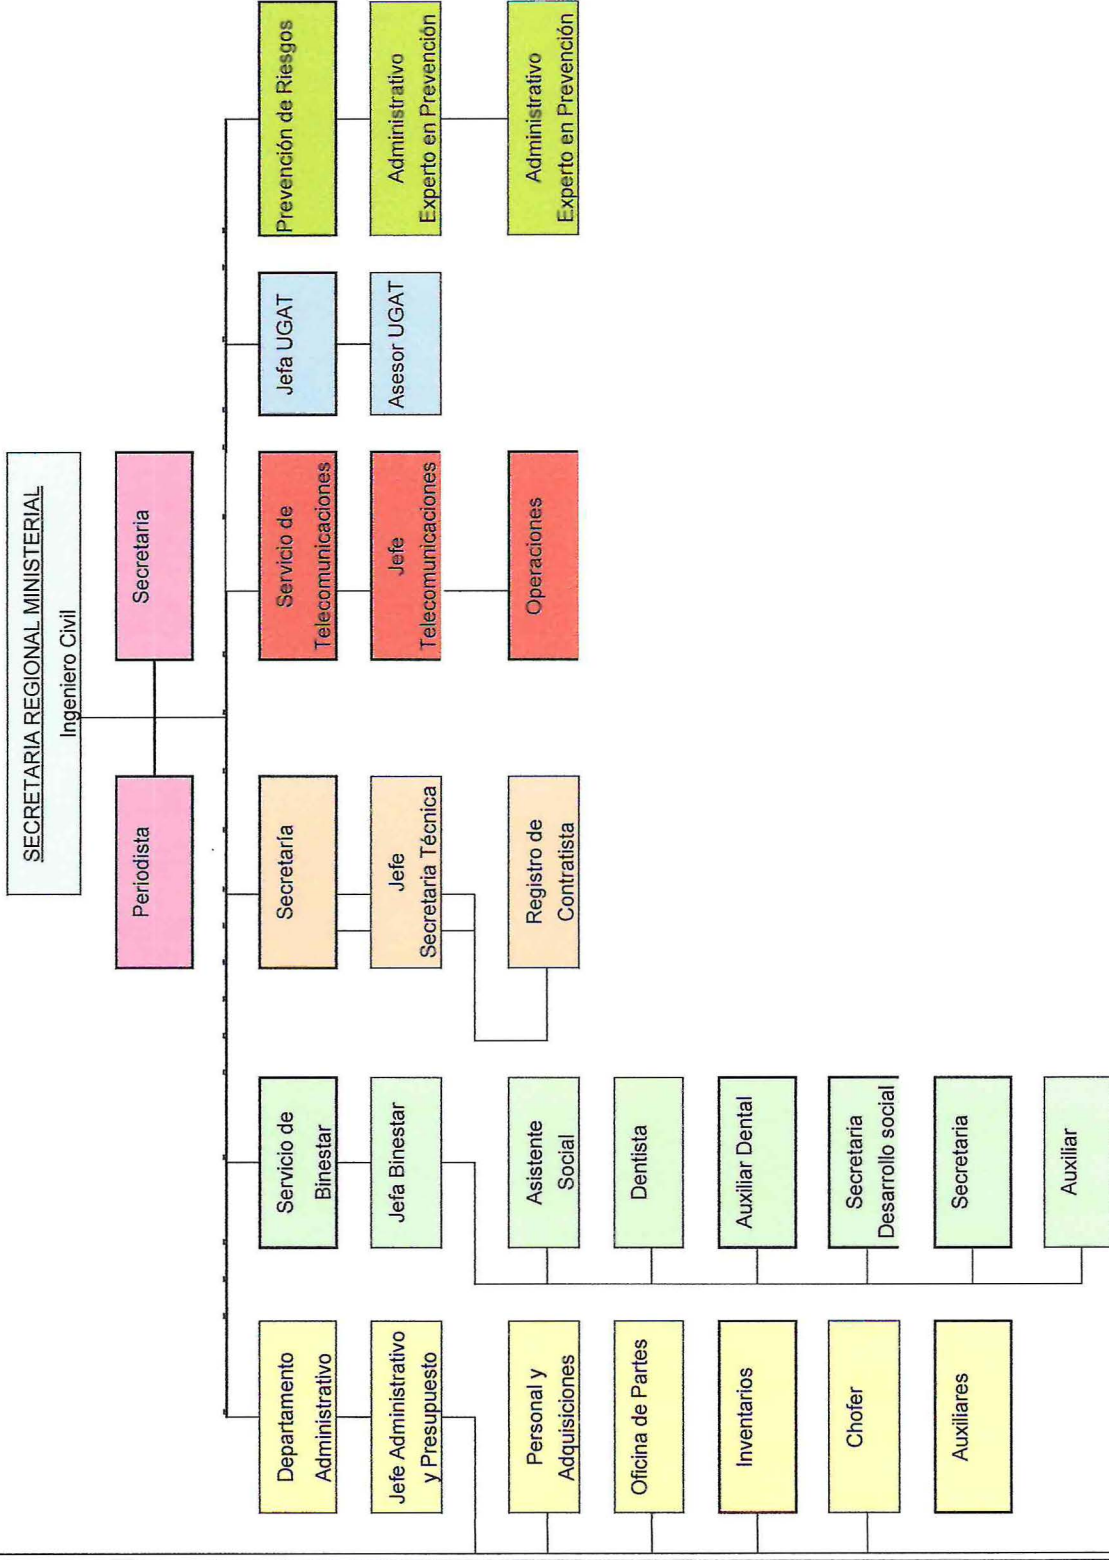 SECRETARIA REGIONAL MINISTERIAL
Ingeniero Civil
Periodista
Secretaria
Departamento
Administrativo
Servicio de
Binestar
Secretaría
Servicio de
Telecomunicaciones
Jefa UGAT
Prevención de Riesgos
Jefe Administrativo
y Presupuesto
Jefa Binestar
Jefe
Secretaria Técnica
Jefe
Telecomunicaciones
Asesor UGAT
Administrativo
Experto en Prevención
Personal y
Adquisiciones
Asistente
Social
Registro de
Contratista
Operaciones
Administrativo
Experto en Prevención
Oficina de Partes
Dentista
Inventarios
Auxiliar Dental
Chofer
Secretaria
Desarrollo social
Auxiliares
Secretaria
Auxiliar